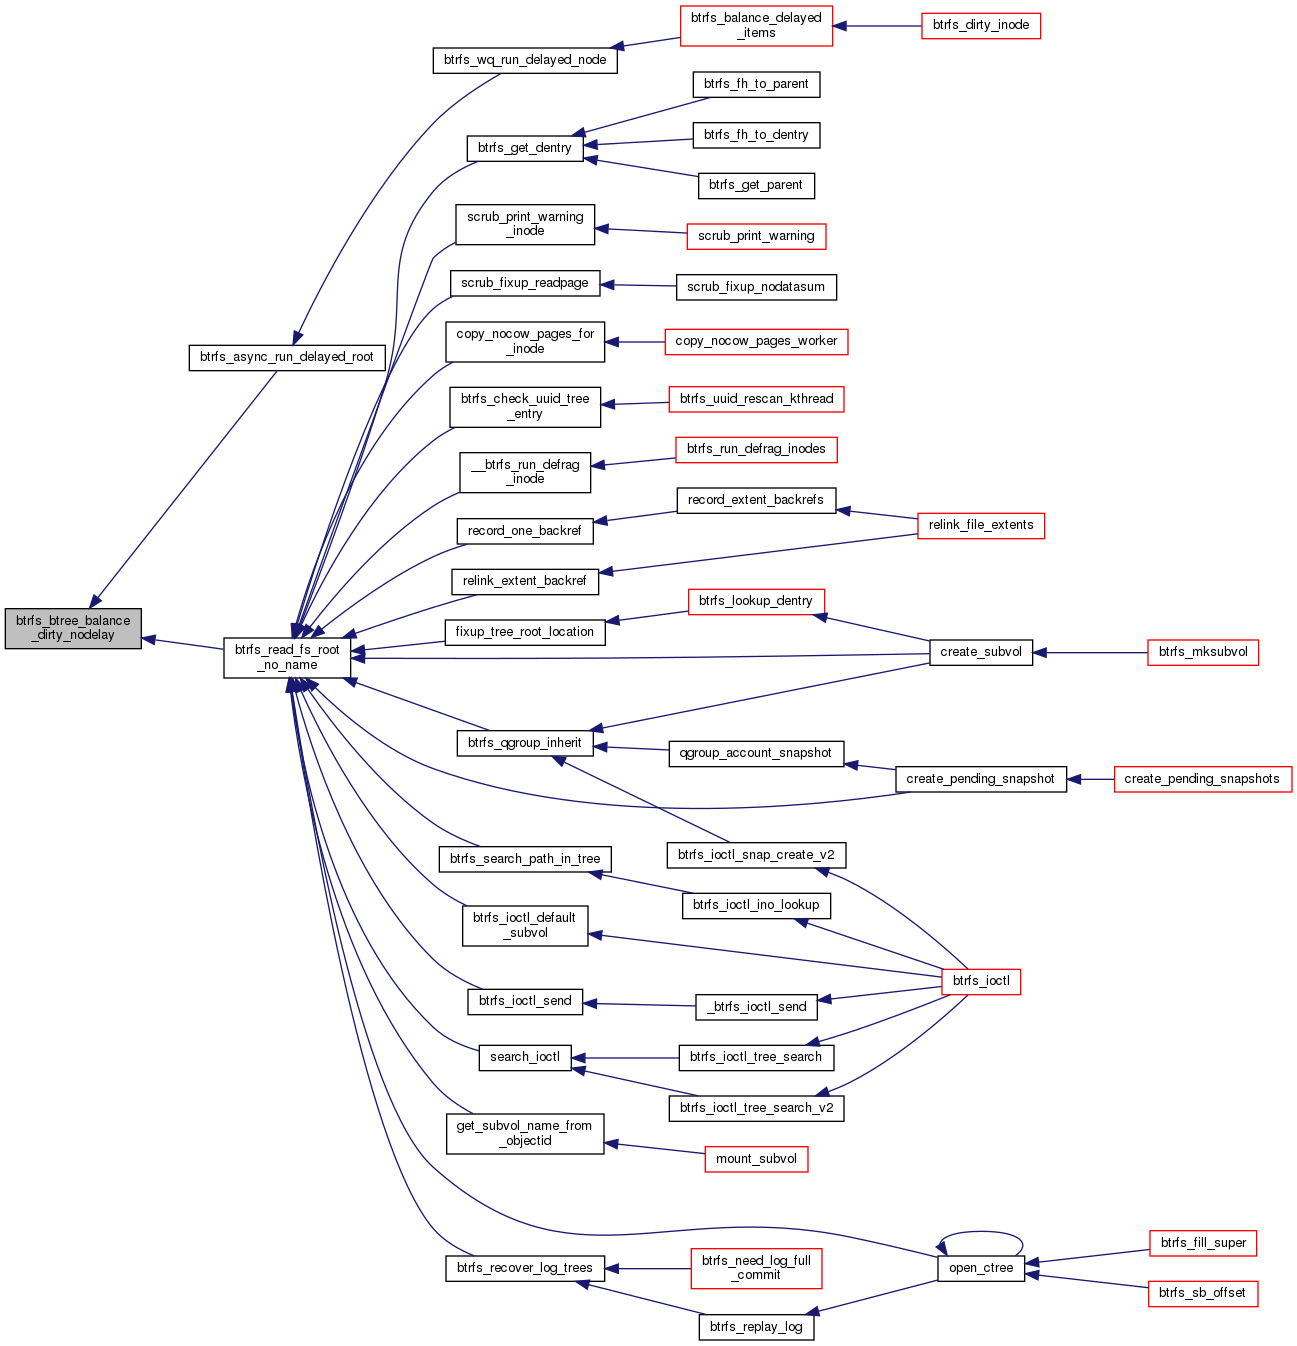 btrfs_balance_delayed
_items
btrfs_dirty_inode
btrfs_wq_run_delayed_node
btrfs_fh_to_parent
btrfs_fh_to_dentry
btrfs_get_dentry
btrfs_get_parent
scrub_print_warning
_inode
scrub_print_warning
scrub_fixup_readpage
scrub_fixup_nodatasum
copy_nocow_pages_for
_inode
copy_nocow_pages_worker
btrfs_async_run_delayed_root
btrfs_check_uuid_tree
_entry
btrfs_uuid_rescan_kthread
__btrfs_run_defrag
_inode
btrfs_run_defrag_inodes
record_one_backref
record_extent_backrefs
relink_file_extents
relink_extent_backref
btrfs_lookup_dentry
btrfs_btree_balance
_dirty_nodelay
fixup_tree_root_location
btrfs_read_fs_root
_no_name
create_subvol
btrfs_mksubvol
btrfs_qgroup_inherit
qgroup_account_snapshot
create_pending_snapshot
create_pending_snapshots
btrfs_search_path_in_tree
btrfs_ioctl_snap_create_v2
btrfs_ioctl_ino_lookup
btrfs_ioctl_default
_subvol
btrfs_ioctl
btrfs_ioctl_send
_btrfs_ioctl_send
search_ioctl
btrfs_ioctl_tree_search
btrfs_ioctl_tree_search_v2
get_subvol_name_from
_objectid
mount_subvol
btrfs_recover_log_trees
btrfs_need_log_full
_commit
open_ctree
btrfs_fill_super
btrfs_sb_offset
btrfs_replay_log